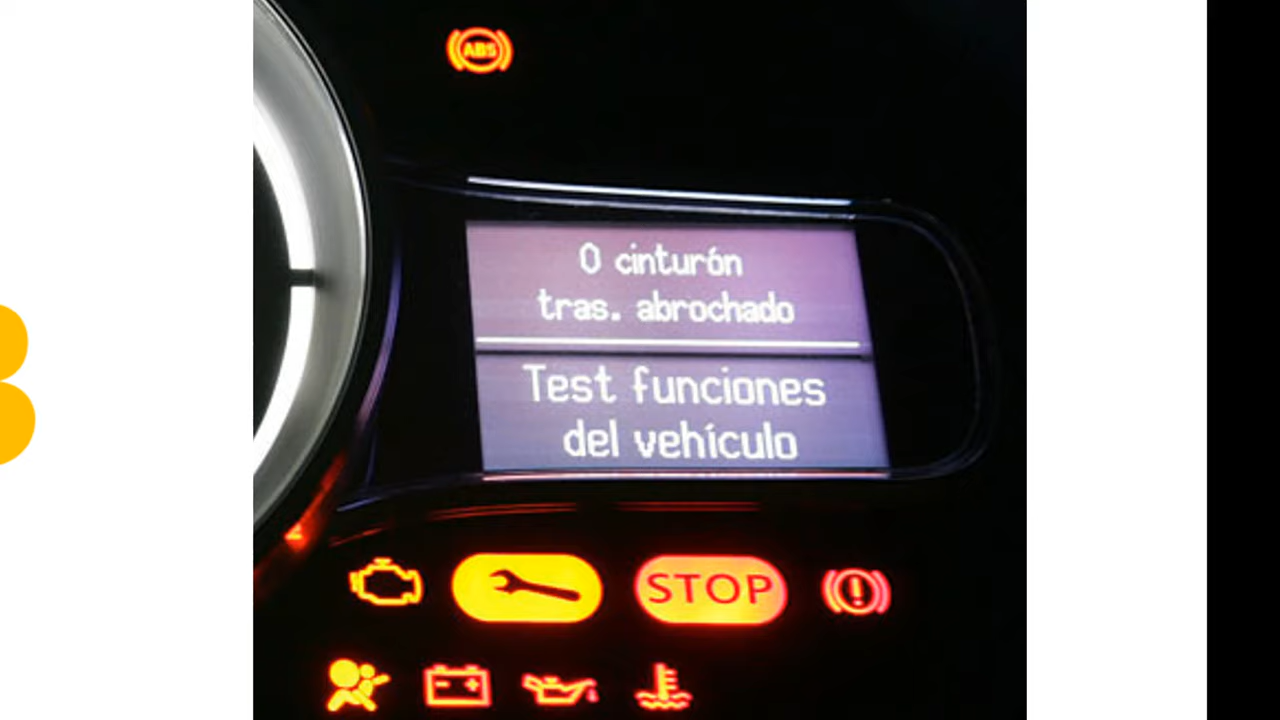 ABS
0 cinturón
tras. abrochado
Test funciones
del vehículo
STOP